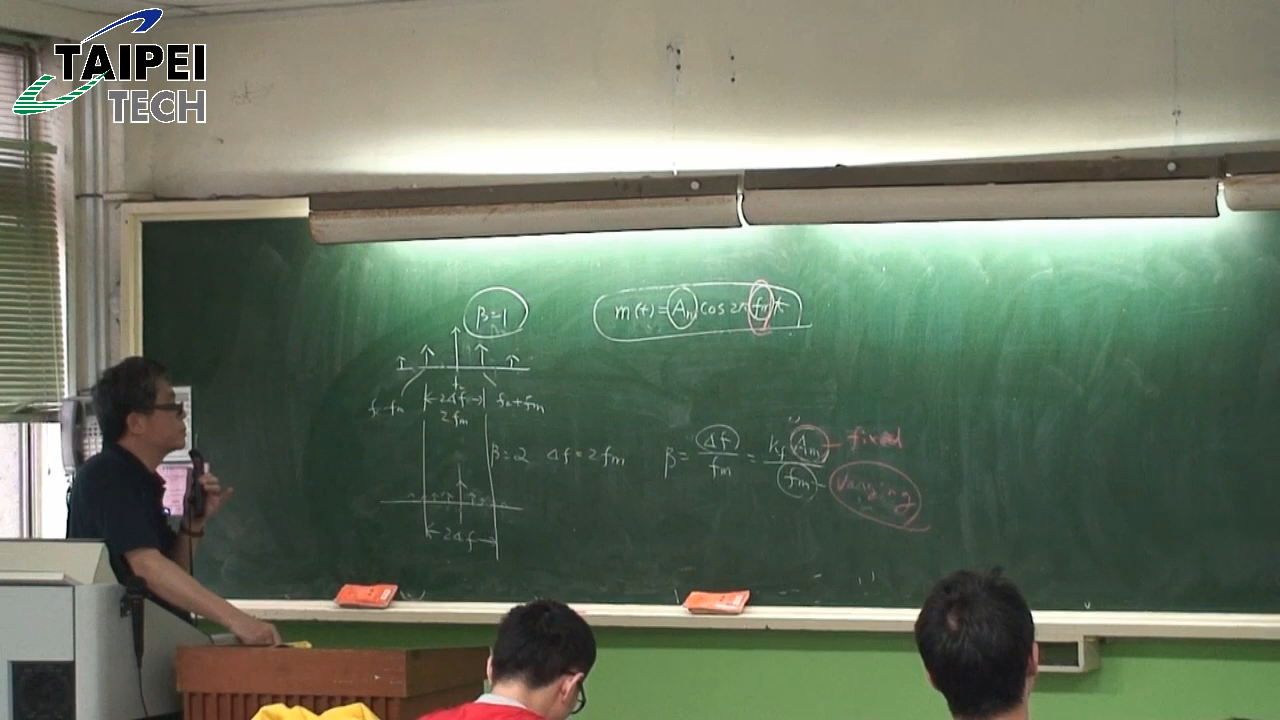 TAIPEI
TECH
β=1
m(t)=Am cos 2π fm t
fc-fm
2Δf
fc+fm
2fm
β=2 Δf=2fm
β = Δf/fm = kf Am/fm
fixed
Varying
2Δf